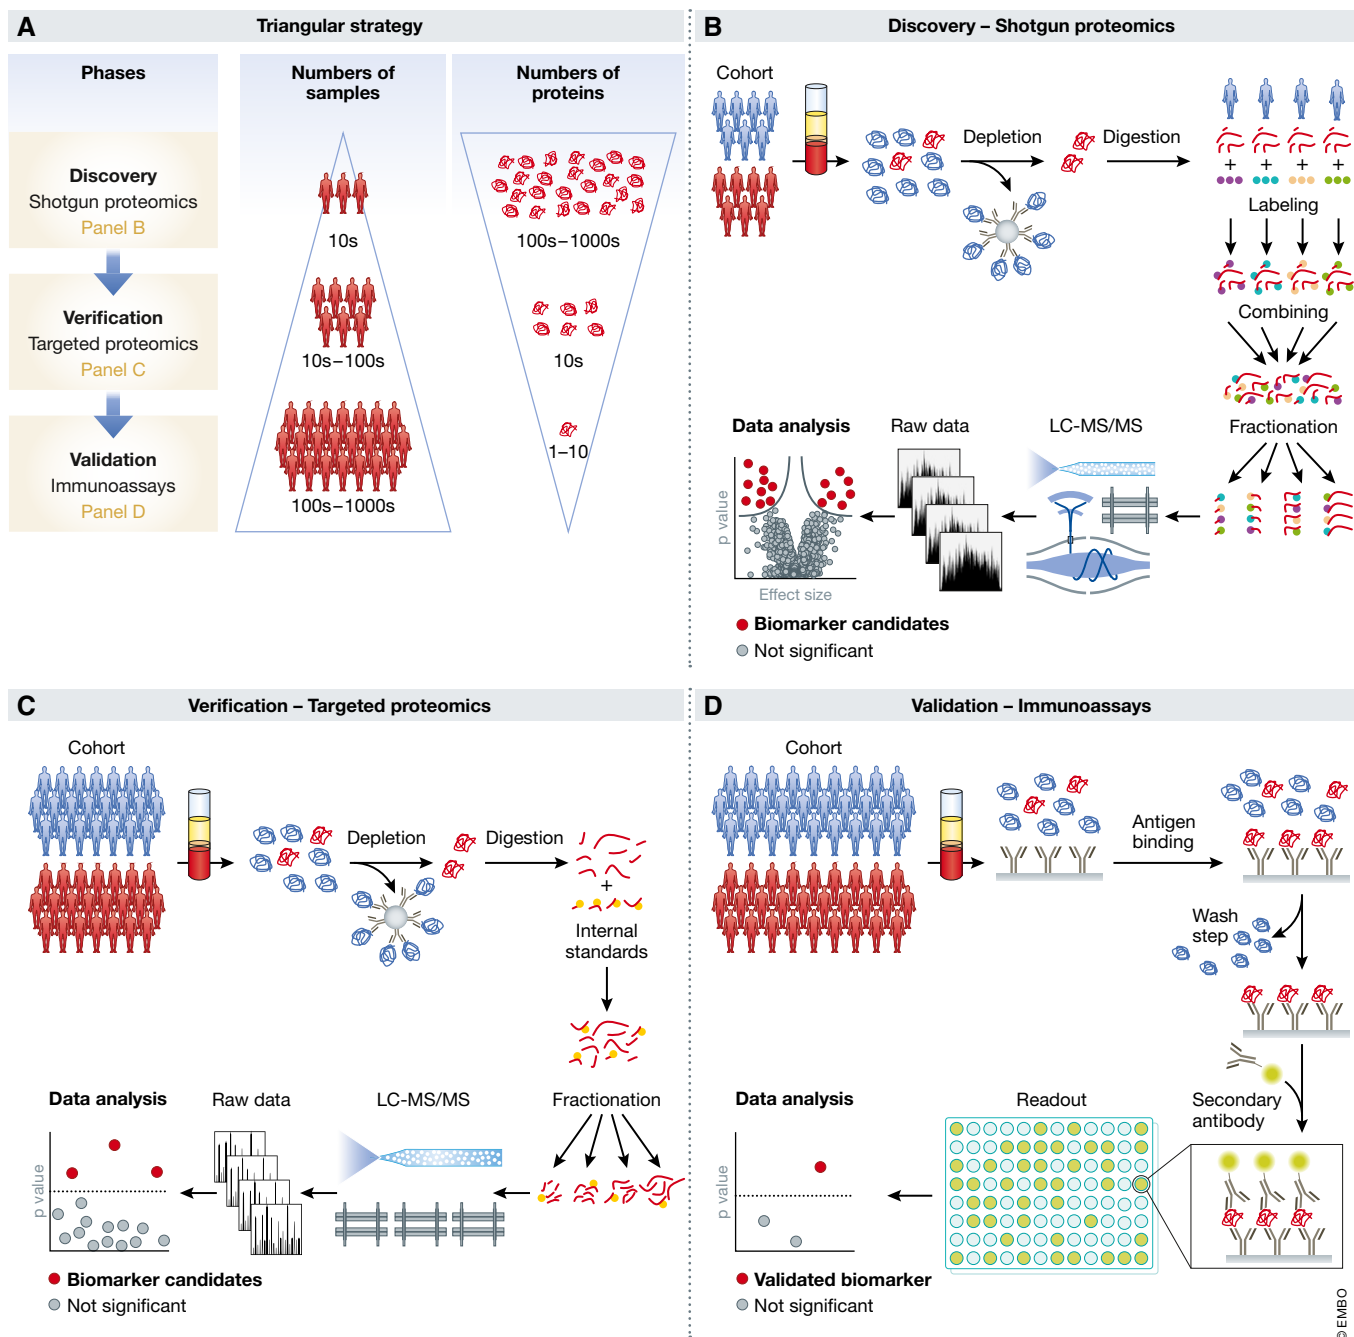 A
Triangular strategy
Phases
Numbers of
samples
Numbers of
proteins
Discovery
Shotgun proteomics
Panel B
10s
100s–1000s
Verification
Targeted proteomics
Panel C
10s–100s
10s
Validation
Immunoassays
Panel D
1–10
100s–1000s
B
Discovery – Shotgun proteomics
Cohort
Depletion
Digestion
+ + + +
Labeling
Combining
Fractionation
LC-MS/MS
Raw data
Data analysis
p value
Effect size
Biomarker candidates
Not significant
C
Verification – Targeted proteomics
Cohort
Depletion
Digestion
+
Internal
standards
Fractionation
LC-MS/MS
Raw data
Data analysis
p value
Biomarker candidates
Not significant
D
Validation – Immunoassays
Cohort
Antigen
binding
Wash
step
Secondary
antibody
Readout
Data analysis
p value
Validated biomarker
Not significant
© EMBO